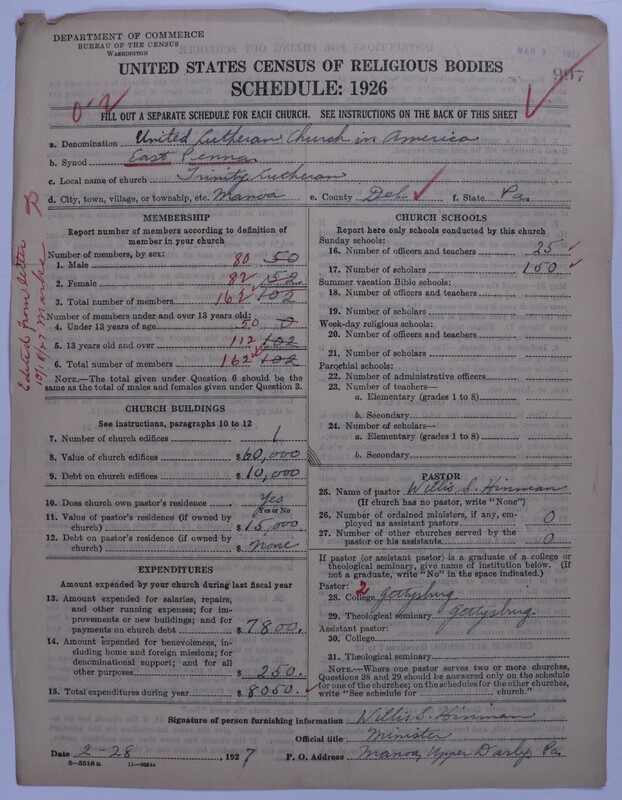 DEPARTMENT OF COMMERCE
BUREAU OF THE CENSUS
WASHINGTON
997
UNITED STATES CENSUS OF RELIGIOUS BODIES
SCHEDULE: 1926
0-2
FILL OUT A SEPARATE SCHEDULE FOR EACH CHURCH. SEE INSTRUCTIONS ON THE BACK OF THIS SHEET
a. Denomination United Lutheran Church in America
b. Synod East Penna
c. Local name of church Trinity Lutheran
d. City, town, village, or township, etc. Manoa e. County Del. f. State Pa.
Edited from letter
MEMBERSHIP
Report number of members according to definition of member in your church
Number of members, by sex:
1. Male 80 50
2. Female 82 52
3. Total number of members 162 102
Number of members under and over 13 years old:
4. Under 13 years of age 50 0
5. 13 years old and over 112 102
6. Total number of members 162 102
NOTE.—The total given under Question 6 should be the same as the total of males and females given under Question 3.
CHURCH BUILDINGS
See instructions, paragraphs 10 to 12
7. Number of church edifices 1
8. Value of church edifices $60,000
9. Debt on church edifices $10,000
10. Does church own pastor's residence Yes
Yes or No
11. Value of pastor's residence (if owned by church) $15,000
12. Debt on pastor's residence (if owned by church) $ none
EXPENDITURES
Amount expended by your church during last fiscal year
13. Amount expended for salaries, repairs,
and other running expenses; for improvements or new buildings; and for
payments on church debt $7800.
14. Amount expended for benevolences,
including home and foreign missions; for
denominational support; and for all
other purposes $250.
15. Total expenditures during year $8050
CHURCH SCHOOLS
Report here only schools conducted by this church
Sunday schools:
16. Number of officers and teachers 25
17. Number of scholars 150
Summer vacation Bible schools:
18. Number of officers and teachers
19. Number of scholars
Week-day religious schools:
20. Number of officers and teachers
21. Number of scholars
Parochial schools:
22. Number of administrative officers
23. Number of teachers—
a. Elementary (grades 1 to 8)
b. Secondary
24. Number of scholars—
a. Elementary (grades 1 to 8)
b. Secondary
PASTOR
25. Name of pastor Willis S. Hinman
(If church has no pastor, write "None")
26. Number of ordained ministers, if any, employed as assistant pastors 0
27. Number of other churches served by the pastor or his assistants 0
If pastor (or assistant pastor) is a graduate of a college or
theological seminary, give name of institution below. (If
not a graduate, write "No" in the space indicated.)
Pastor: 2
28. College Gettysburg
29. Theological seminary Gettysburg
Assistant pastor:
30. College
31. Theological seminary
NOTE.—Where one pastor serves two or more churches,
Questions 28 and 29 should be answered only on the schedule
for one of the churches; on the schedules for the other churches,
write "See schedule for church."
Signature of person furnishing information Willis S. Hinman
Official title Minister
Date 2-28, 1927 P. O. Address Manoa, Upper Darby, Pa.
8-5518a